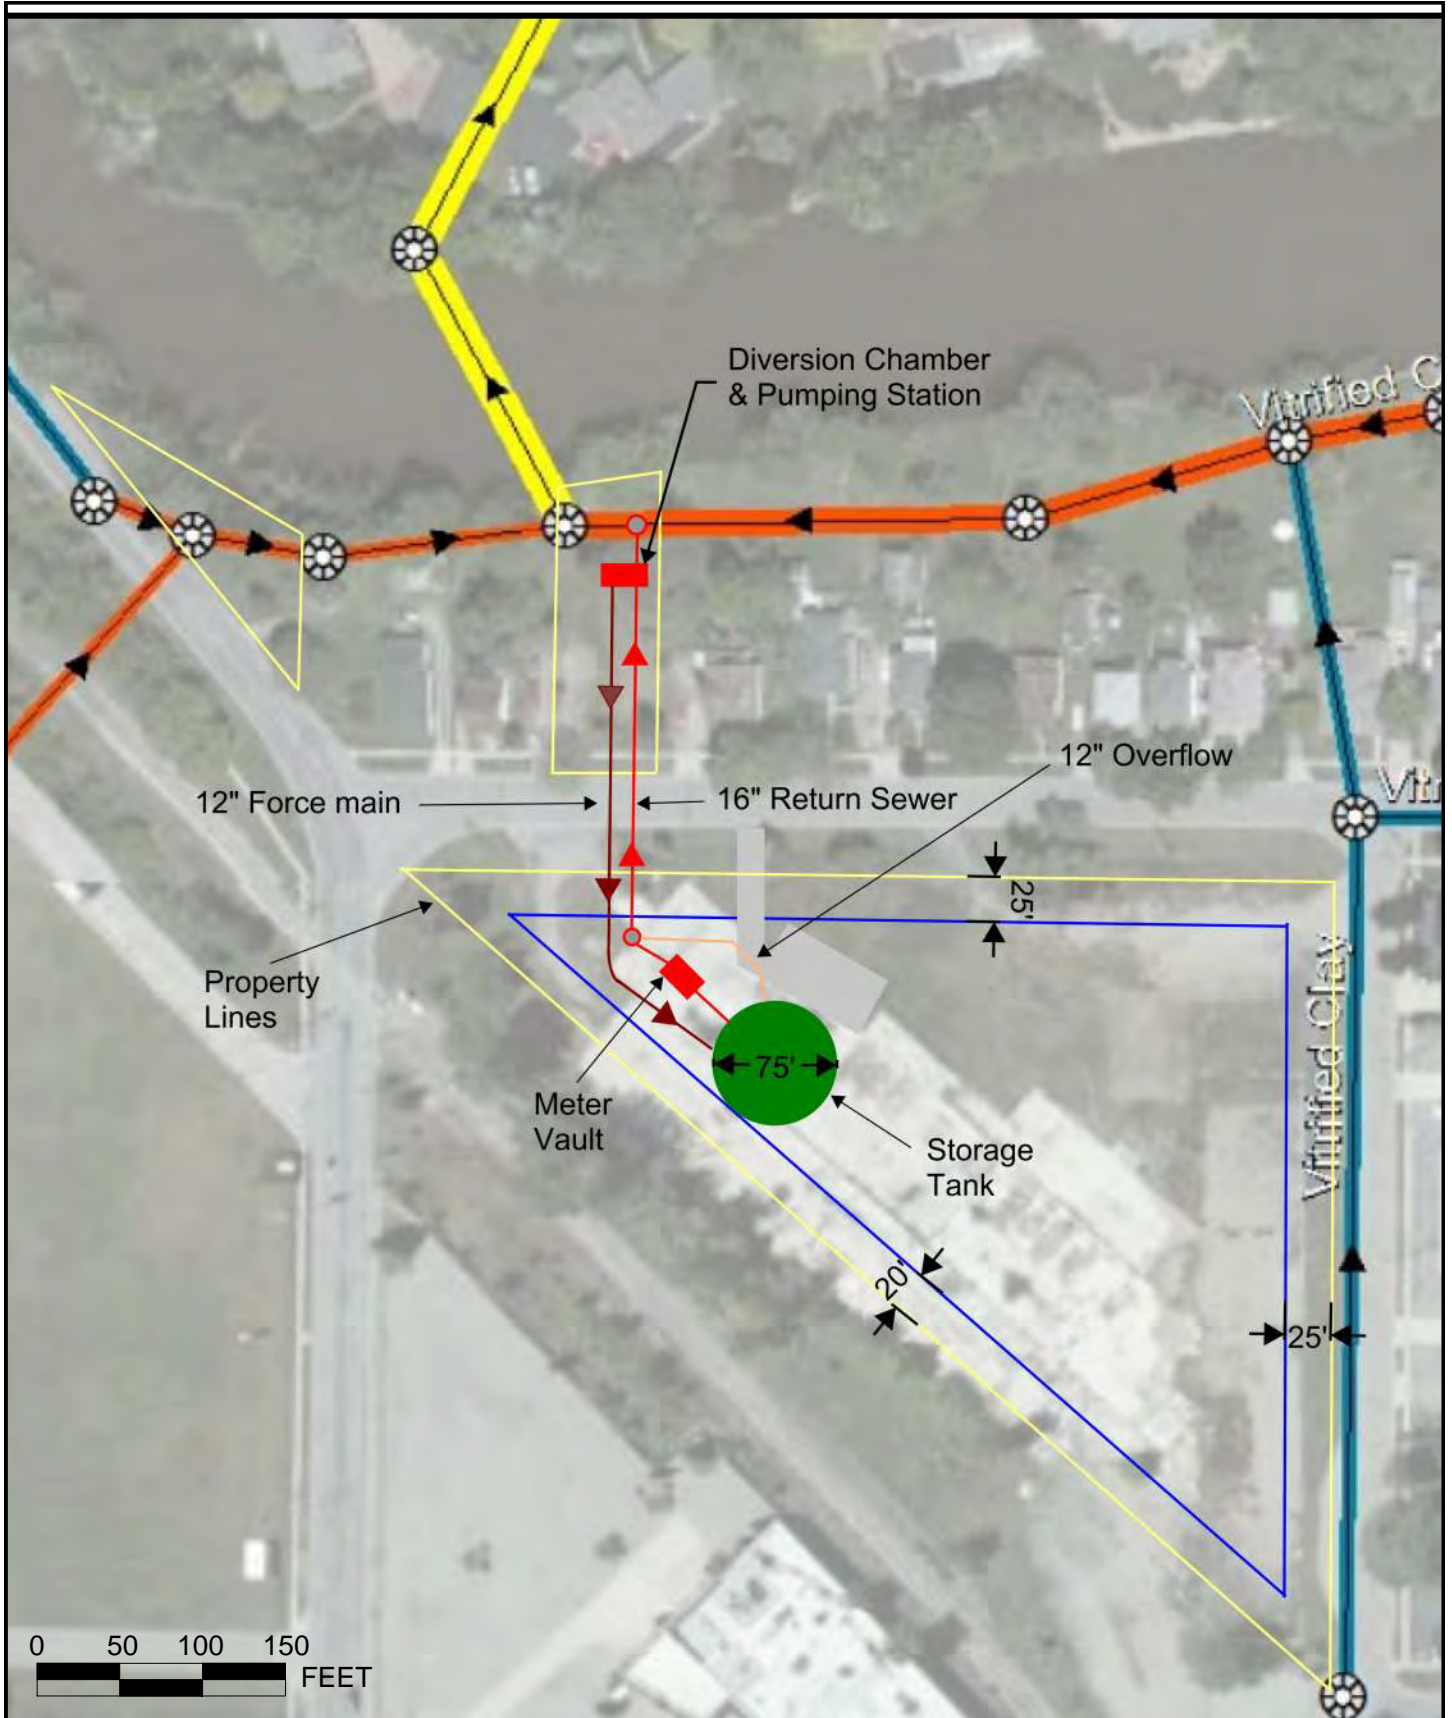 Diversion Chamber
& Pumping Station
Vitrified C
12" Overflow
12" Force main
16" Return Sewer
Vitr
25'
Property
Lines
Vitrified Clay
75'
Meter
Vault
Storage
Tank
20'
25'
0 50 100 150
FEET